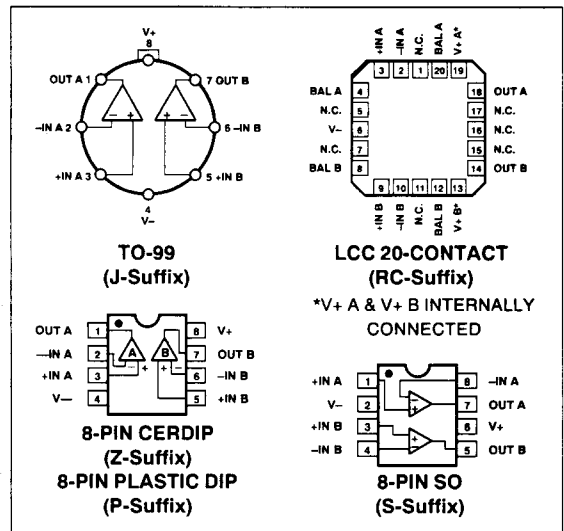 V+
8
OUT A 1
7 OUT B
–IN A 2
6 –IN B
+IN A 3
5 +IN B
4
V–
– +
+ –
TO-99
(J-Suffix)
+IN A
–IN A
N.C.
BAL A
V+ A*
3 2 1 20 19
BAL A 4
18 OUT A
N.C. 5
17 N.C.
V– 6
16 N.C.
N.C. 7
15 N.C.
BAL B 8
14 OUT B
9 10 11 12 13
+IN B
–IN B
N.C.
BAL B
V+ B*
LCC 20-CONTACT
(RC-Suffix)
*V+ A & V+ B INTERNALLY
CONNECTED
OUT A 1
8 V+
–IN A 2
7 OUT B
+IN A 3
6 –IN B
V– 4
5 +IN B
A B
– + + –
8-PIN CERDIP
(Z-Suffix)
8-PIN PLASTIC DIP
(P-Suffix)
+IN A 1
8 –IN A
V– 2
7 OUT A
+IN B 3
6 V+
–IN B 4
5 OUT B
–
+
+
–
8-PIN SO
(S-Suffix)